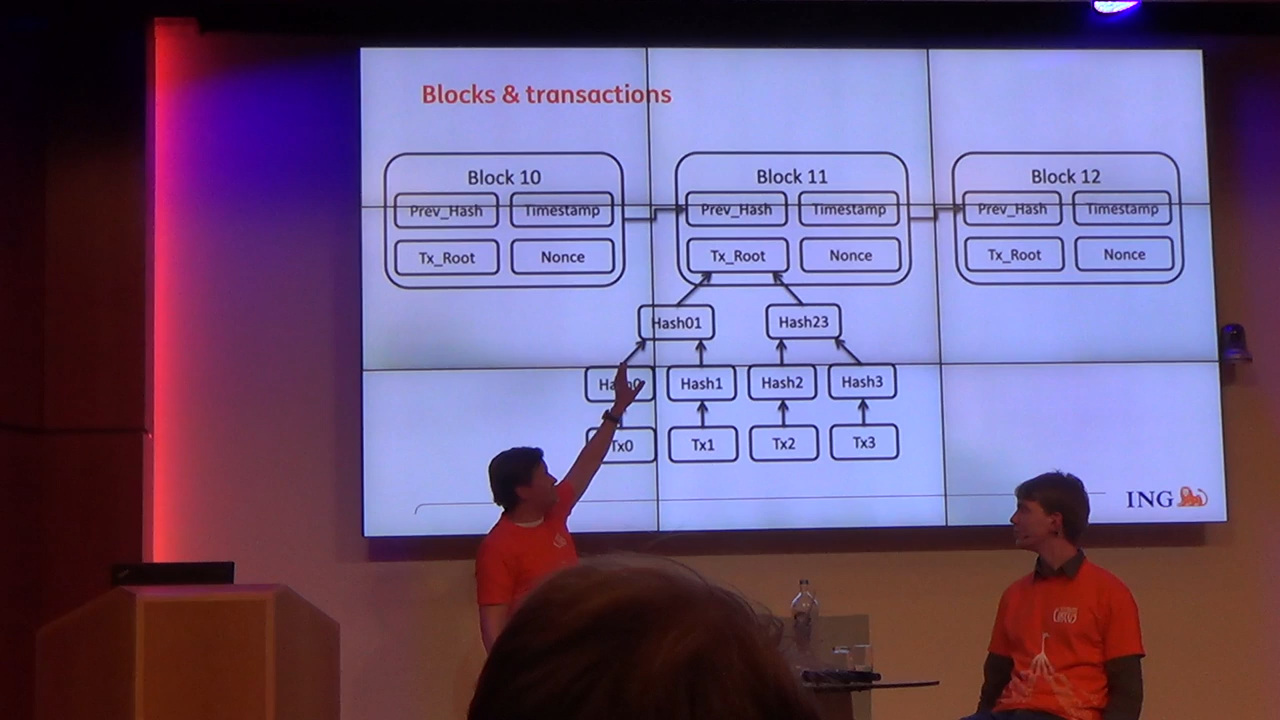 Blocks & transactions
Block 10 Block 11 Block 12
Prev_Hash Timestamp Prev_Hash Timestamp Prev_Hash Timestamp
Tx_Root Nonce Tx_Root Nonce Tx_Root Nonce
Hash01 Hash23
Hash0 Hash1 Hash2 Hash3
Tx0 Tx1 Tx2 Tx3
ING